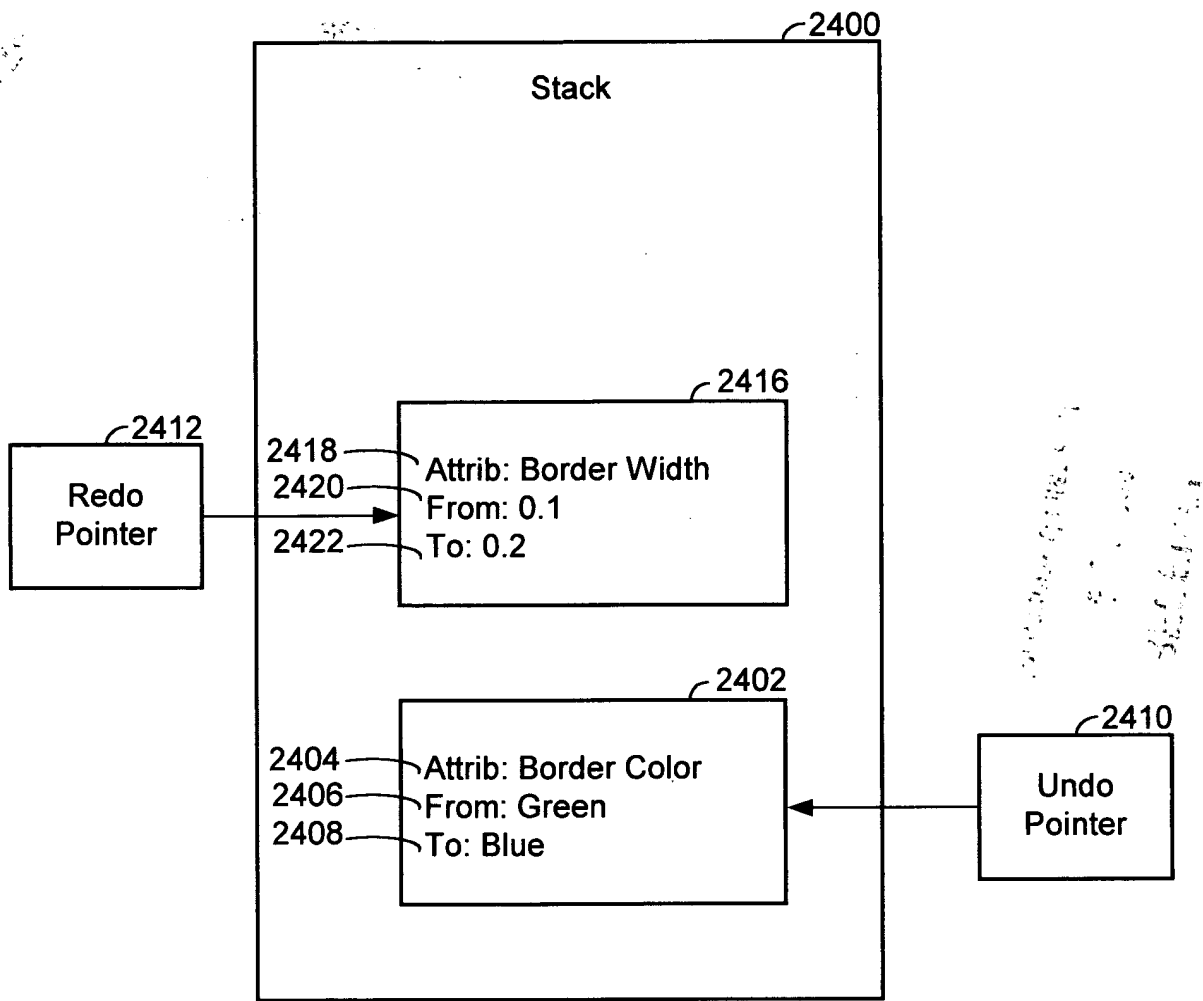 2400
Stack
2416
2412
2418
Attrib: Border Width
2420
From: 0.1
2422
To: 0.2
Redo
Pointer
2402
2410
2404
Attrib: Border Color
2406
From: Green
2408
To: Blue
Undo
Pointer